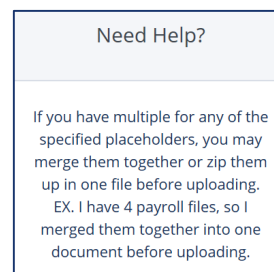 Need Help?
If you have multiple for any of the
specified placeholders, you may
merge them together or zip them
up in one file before uploading.
EX. I have 4 payroll files, so I
merged them together into one
document before uploading.